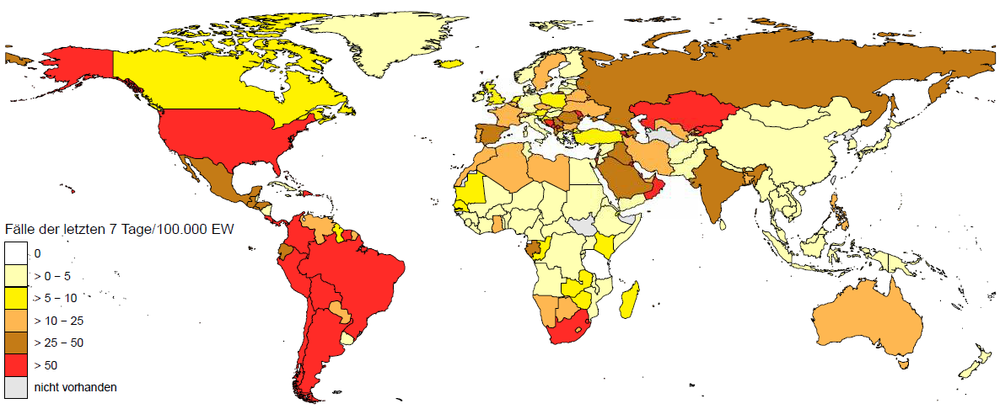 Fälle der letzten 7 Tage/100.000 EW
0
> 0 – 5
> 5 – 10
> 10 – 25
> 25 – 50
> 50
nicht vorhanden